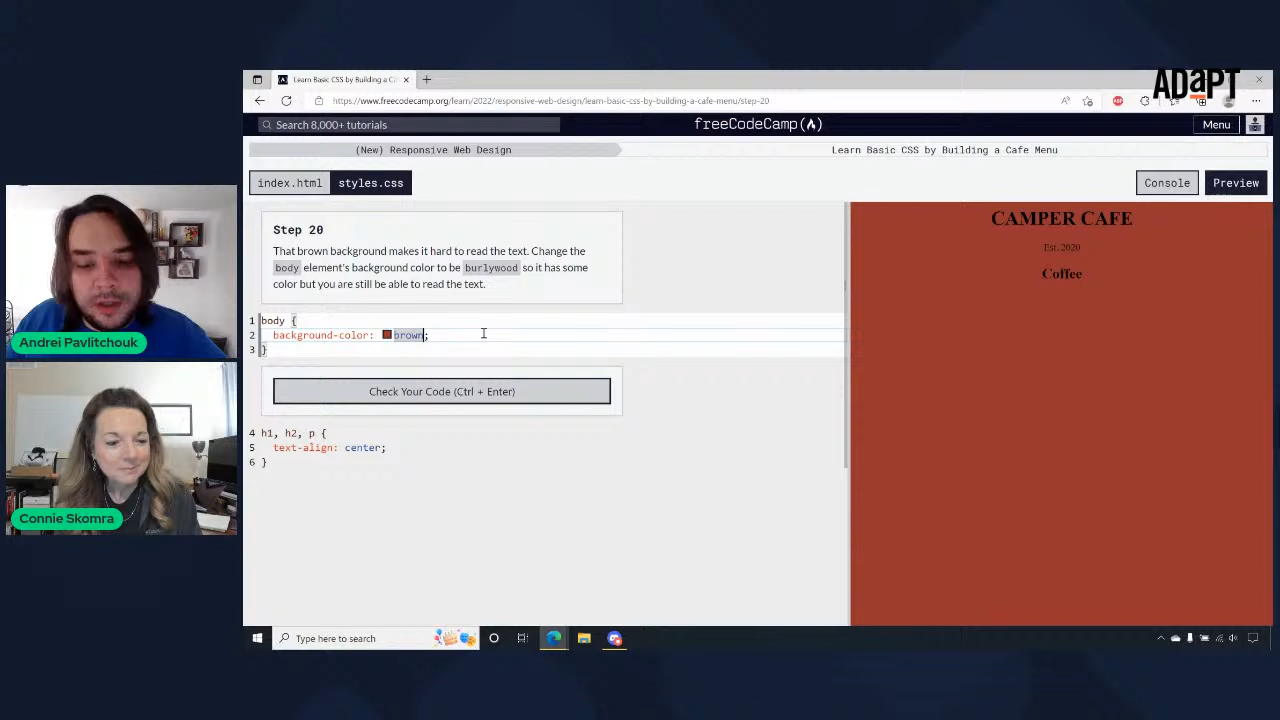 ADaPT
Learn Basic CSS by Building a Ca
https://www.freecodecamp.org/learn/2022/responsive-web-design/learn-basic-css-by-building-a-cafe-menu/step-20
Search 8,000+ tutorials
freeCodeCamp
Menu
(New) Responsive Web Design
Learn Basic CSS by Building a Cafe Menu
index.html
styles.css
Console
Preview
Step 20
That brown background makes it hard to read the text. Change the
body element's background color to be burlywood so it has some
color but you are still be able to read the text.
1 body {
2 background-color: brown;
3 }
Check Your Code (Ctrl + Enter)
4 h1, h2, p {
5 text-align: center;
6 }
CAMPER CAFE
Est. 2020
Coffee
Andrei Pavlitchouk
Connie Skomra
Type here to search